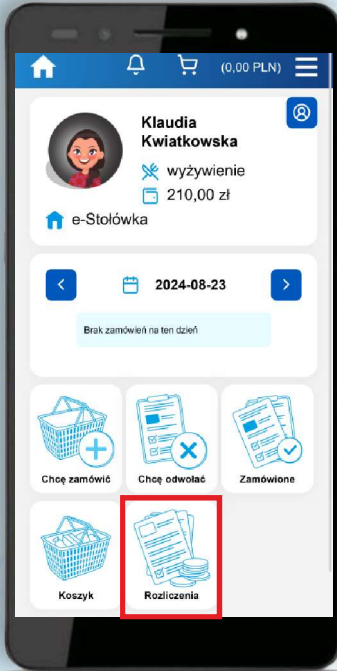 (0,00 PLN)
Klaudia
Kwiatkowska
wyżywienie
210,00 zł
e-Stołówka
2024-08-23
Brak zamówień na ten dzień
Chcę zamówić
Chcę odwołać
Zamówione
Koszyk
Rozliczenia